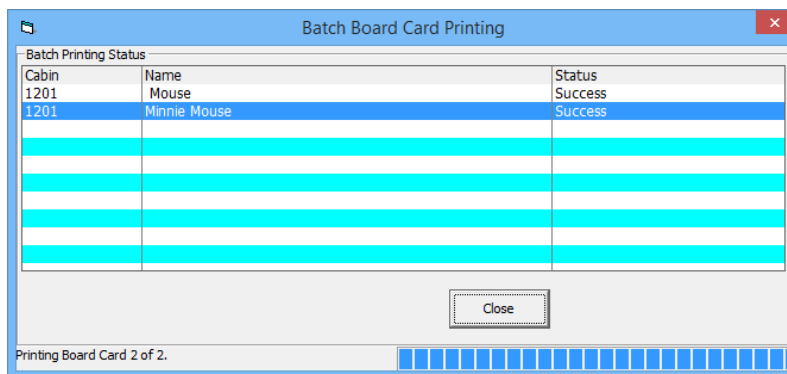 Batch Board Card Printing
Batch Printing Status
Cabin Name Status
1201 Mouse Success
1201 Minnie Mouse Success
Close
Printing Board Card 2 of 2.